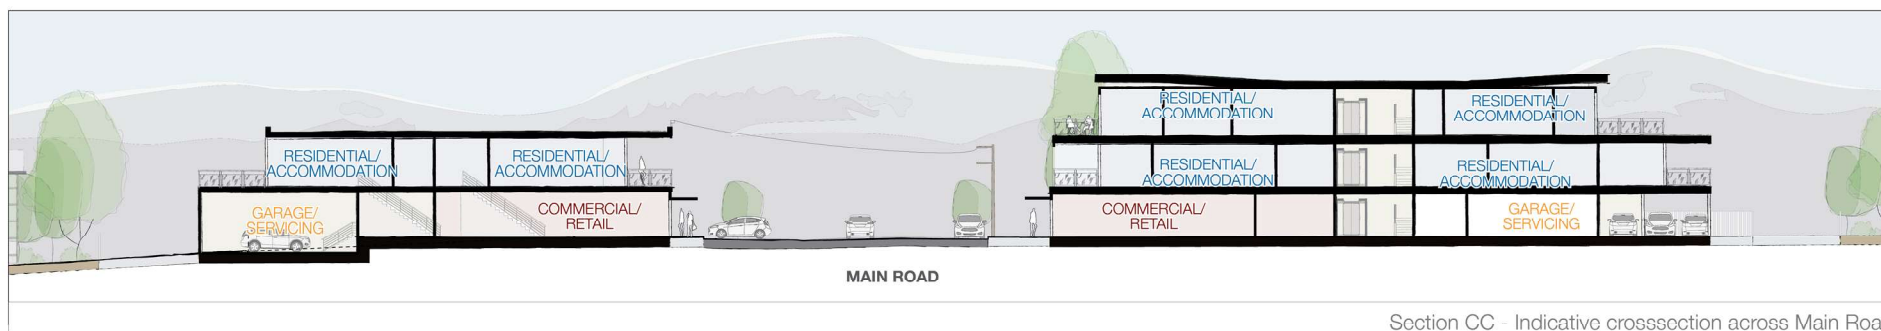 RESIDENTIAL/
ACCOMMODATION
RESIDENTIAL/
ACCOMMODATION
GARAGE/
SERVICING
COMMERCIAL/
RETAIL
RESIDENTIAL/
ACCOMMODATION
RESIDENTIAL/
ACCOMMODATION
RESIDENTIAL/
ACCOMMODATION
RESIDENTIAL/
ACCOMMODATION
COMMERCIAL/
RETAIL
GARAGE/
SERVICING
MAIN ROAD
Section CC - Indicative crosssection across Main Roa